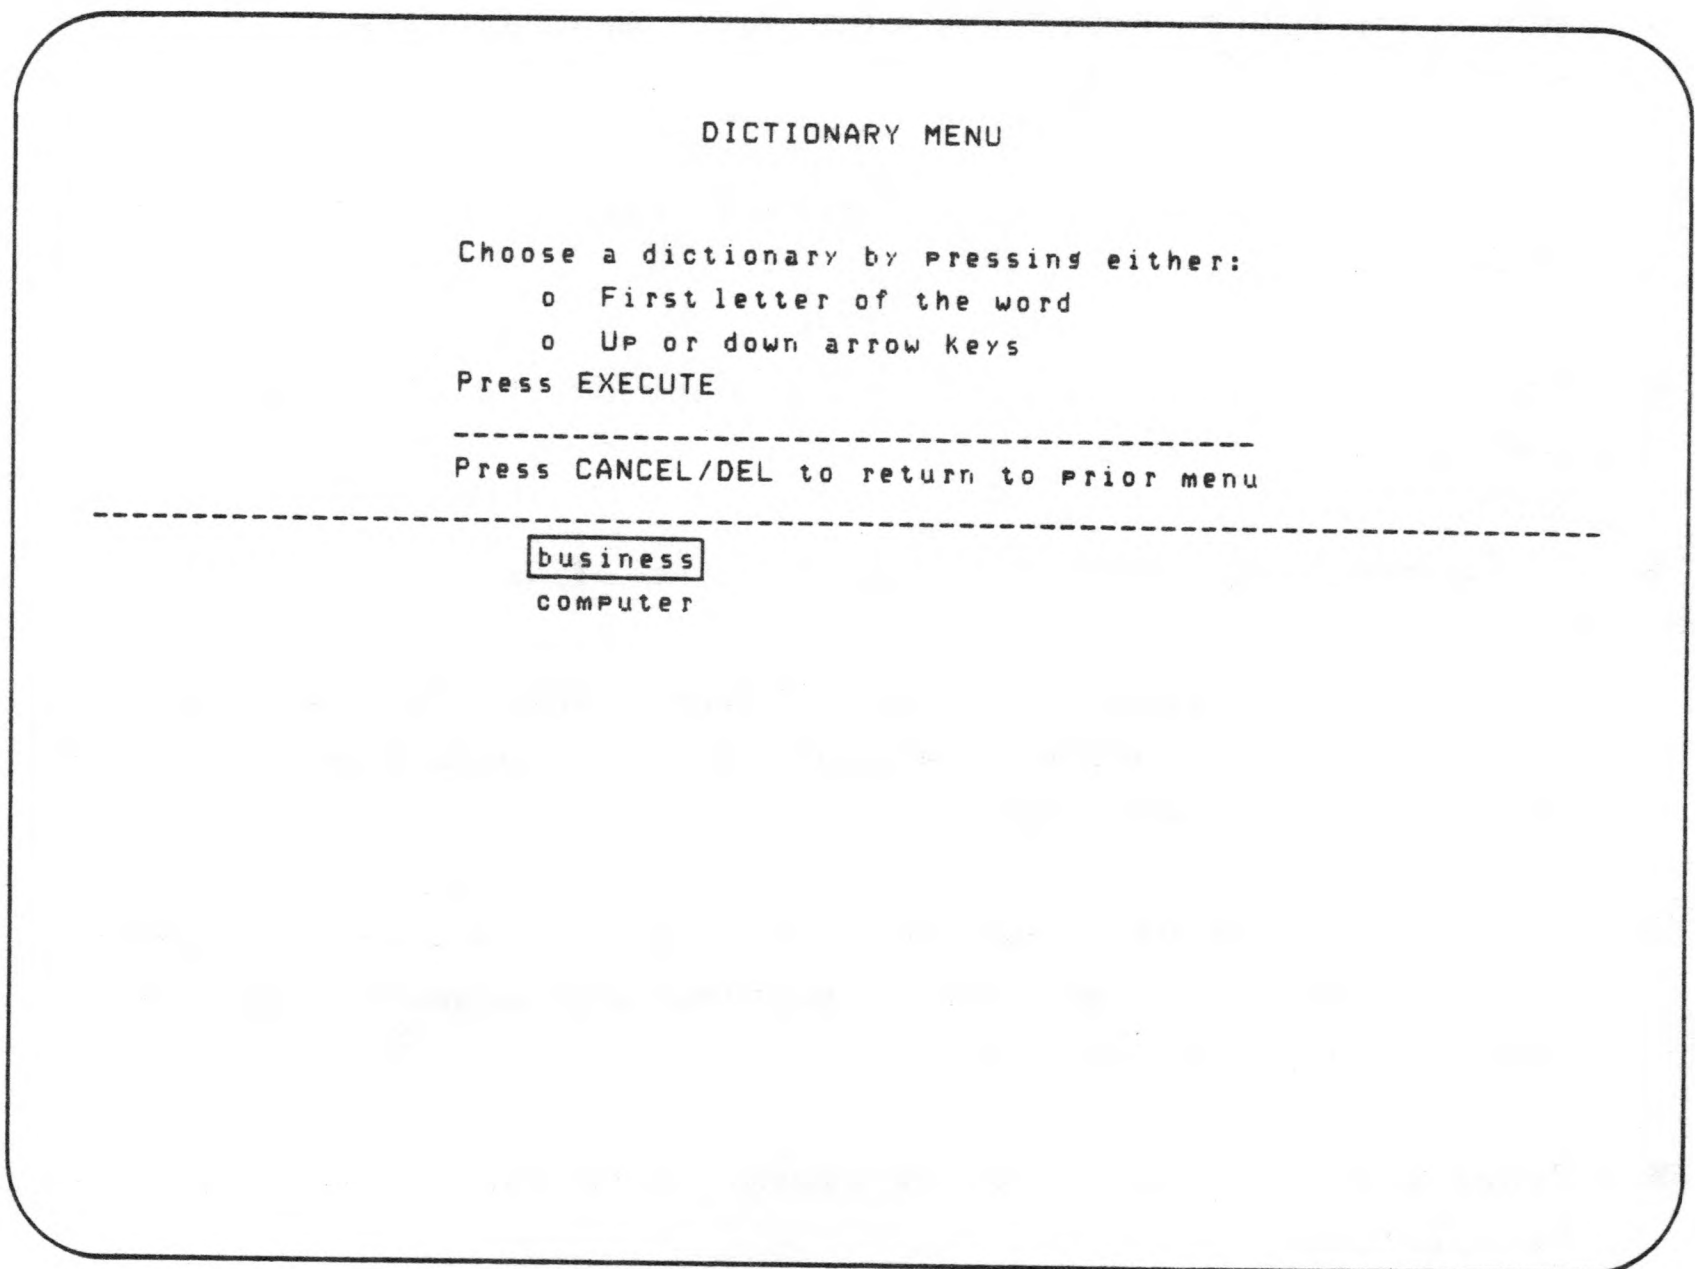 DICTIONARY MENU
Choose a dictionary by pressing either:
o First letter of the word
o Up or down arrow keys
Press EXECUTE
----------------------------------------
Press CANCEL/DEL to return to prior menu
----------------------------------------------------------------------------
business
computer